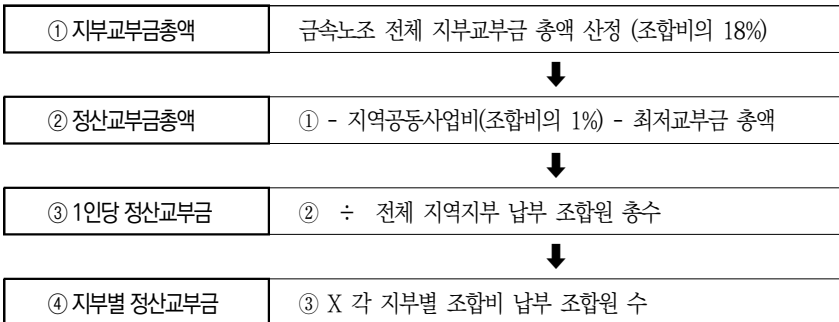 ① 지부교부금총액 금속노조 전체 지부교부금 총액 산정 (조합비의 18%)
② 정산교부금총액 ① - 지역공동사업비(조합비의 1%) - 최저교부금 총액
③ 1인당 정산교부금 ② ÷ 전체 지역지부 납부 조합원 총수
④ 지부별 정산교부금 ③ X 각 지부별 조합비 납부 조합원 수